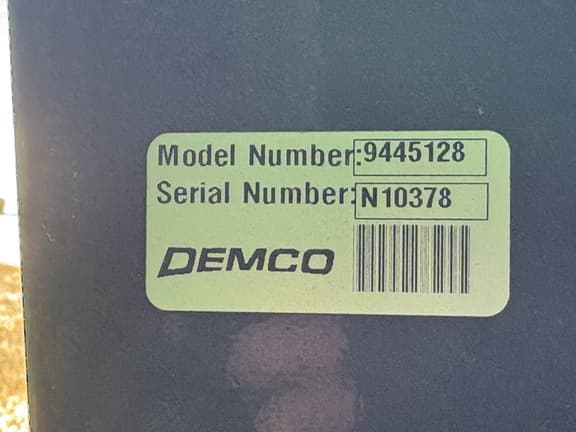 Model Number:9445128
Serial Number:N10378
DEMCO